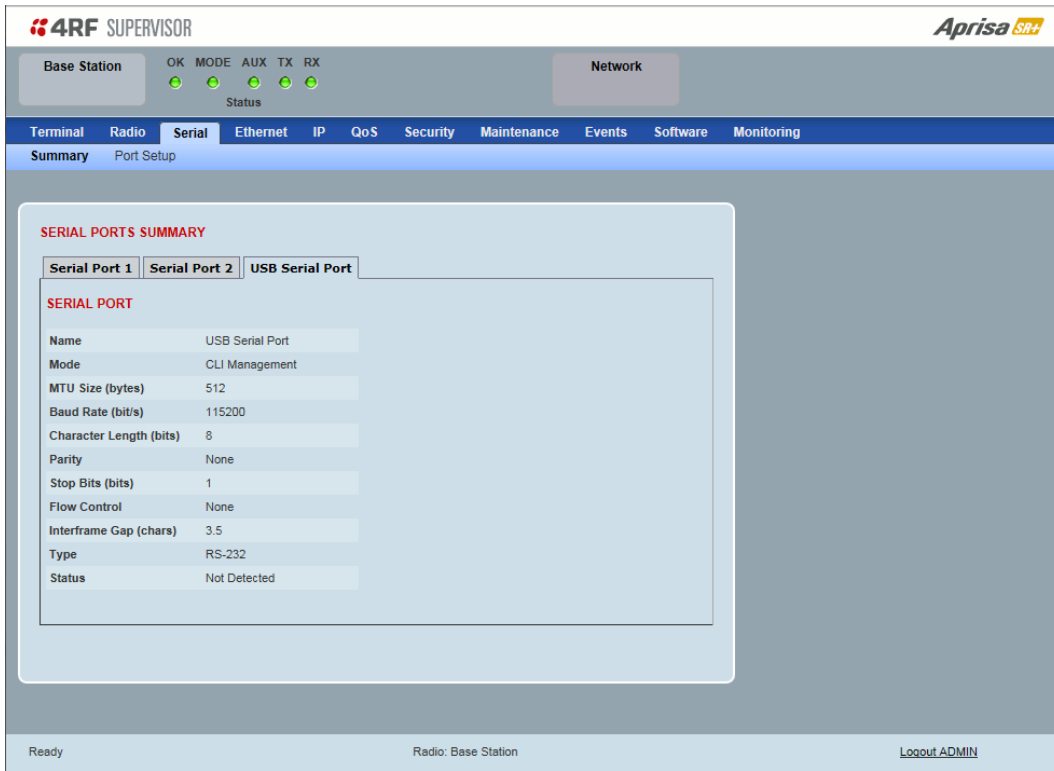 4RF SUPERVISOR
Aprisa SR+
Base Station
OK MODE AUX TX RX
Status
Network
Terminal Radio Serial Ethernet IP QoS Security Maintenance Events Software Monitoring
Summary Port Setup
SERIAL PORTS SUMMARY
Serial Port 1 Serial Port 2 USB Serial Port
SERIAL PORT
Name USB Serial Port
Mode CLI Management
MTU Size (bytes) 512
Baud Rate (bit/s) 115200
Character Length (bits) 8
Parity None
Stop Bits (bits) 1
Flow Control None
Interframe Gap (chars) 3.5
Type RS-232
Status Not Detected
Ready Radio: Base Station Logout ADMIN